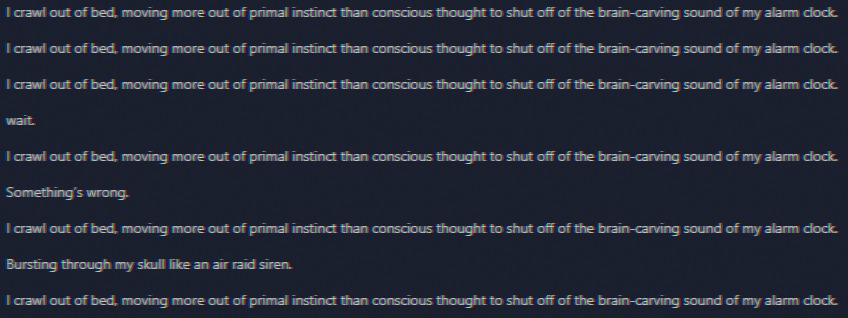 I crawl out of bed, moving more out of primal instinct than conscious thought to shut off of the brain-carving sound of my alarm clock.
I crawl out of bed, moving more out of primal instinct than conscious thought to shut off of the brain-carving sound of my alarm clock.
I crawl out of bed, moving more out of primal instinct than conscious thought to shut off of the brain-carving sound of my alarm clock.
wait.
I crawl out of bed, moving more out of primal instinct than conscious thought to shut off of the brain-carving sound of my alarm clock.
Something's wrong.
I crawl out of bed, moving more out of primal instinct than conscious thought to shut off of the brain-carving sound of my alarm clock.
Bursting through my skull like an air raid siren.
I crawl out of bed, moving more out of primal instinct than conscious thought to shut off of the brain-carving sound of my alarm clock.